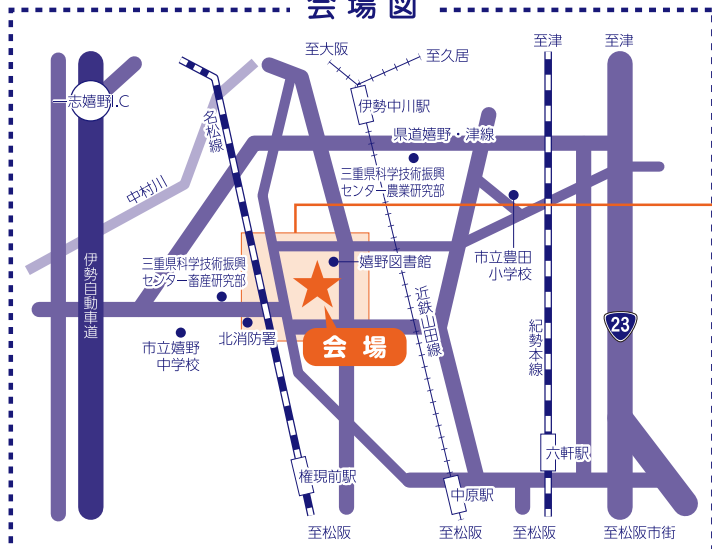 会場図
至大阪
至久居
至津
至津
一志嬉野I.C
伊勢中川駅
名松線
県道嬉野・津線
三重県科学技術振興
センター農業研究部
中村川
市立豊田
小学校
嬉野図書館
三重県科学技術振興
センター畜産研究部
伊勢自動車道
近鉄山田線
紀勢本線
23
北消防署
会場
市立嬉野
中学校
六軒駅
権現前駅
中原駅
至松阪
至松阪
至松阪
至松阪市街